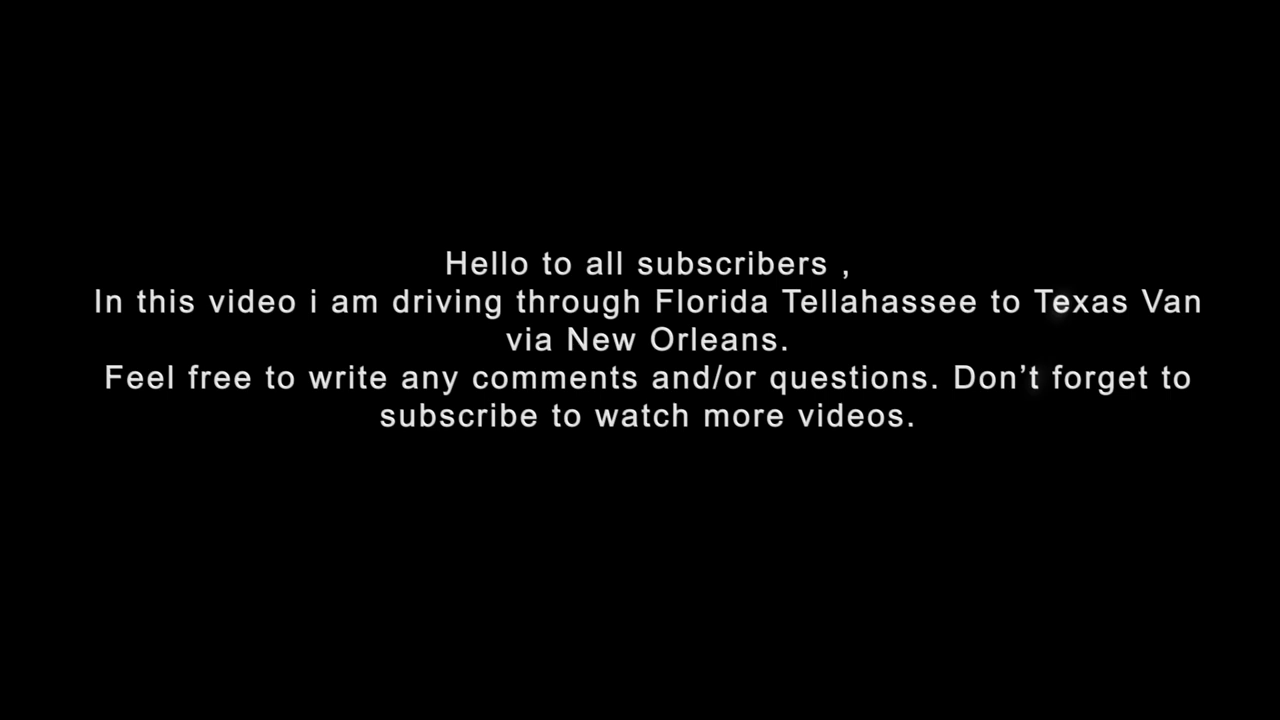 Hello to all subscribers ,
In this video i am driving through Florida Tellahassee to Texas Van
via New Orleans.
Feel free to write any comments and/or questions. Don’t forget to
subscribe to watch more videos.